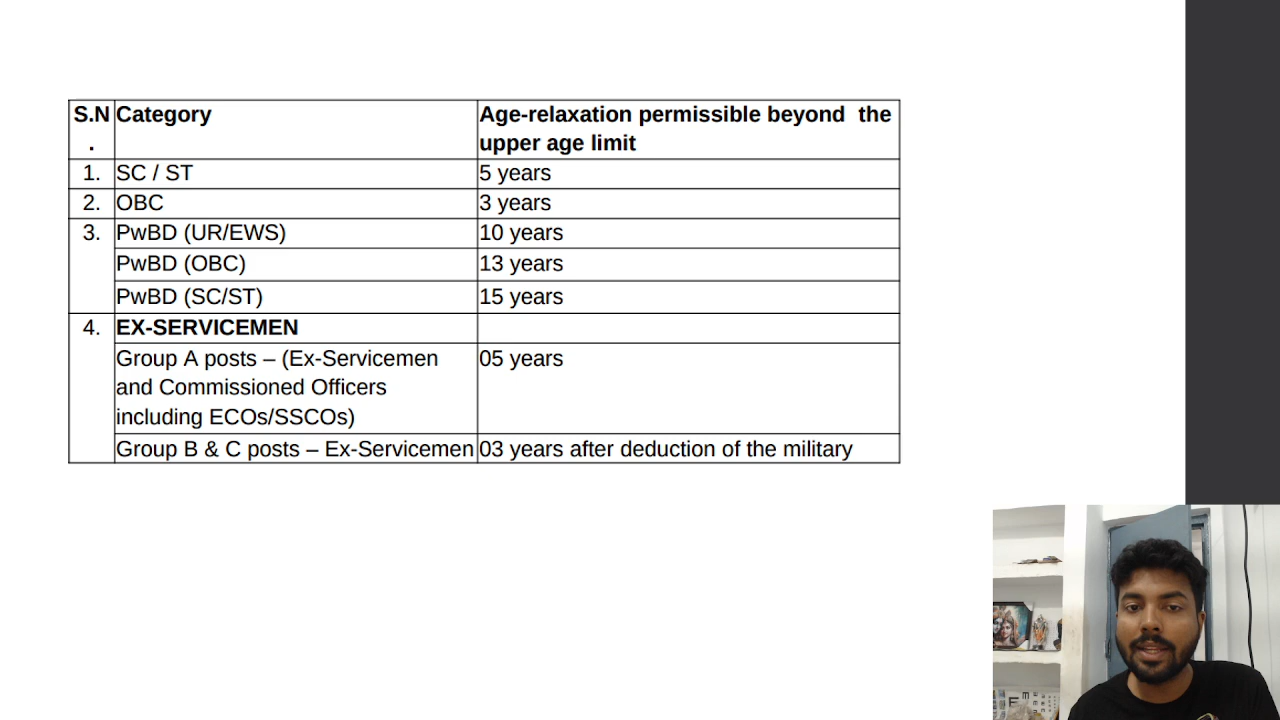 S.N Category Age-relaxation permissible beyond the
. upper age limit
1. SC / ST 5 years
2. OBC 3 years
3. PwBD (UR/EWS) 10 years
PwBD (OBC) 13 years
PwBD (SC/ST) 15 years
4. EX-SERVICEMEN
Group A posts – (Ex-Servicemen 05 years
and Commissioned Officers
including ECOs/SSCOs)
Group B & C posts – Ex-Servicemen 03 years after deduction of the military